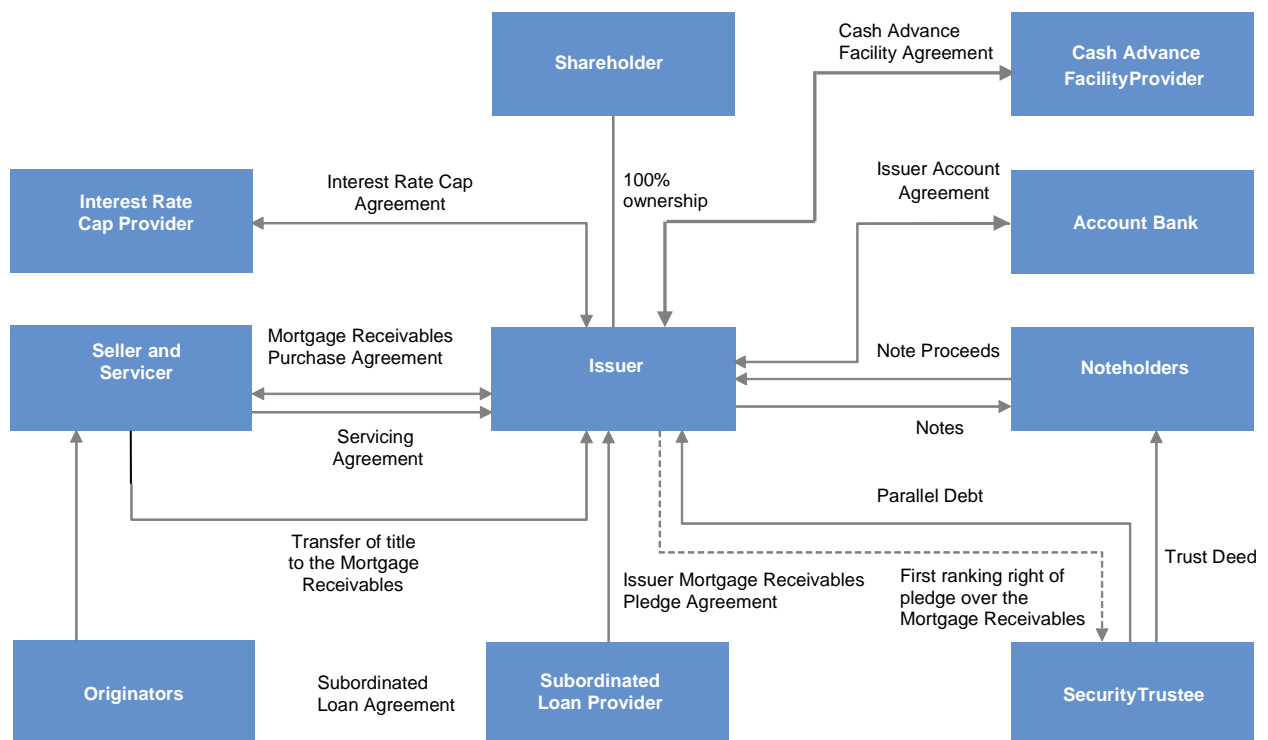 Cash Advance
Facility Agreement
Shareholder
Cash Advance
FacilityProvider
Interest Rate Cap
Agreement
100%
ownership
Issuer Account
Agreement
Interest Rate
Cap Provider
Account Bank
Mortgage Receivables
Purchase Agreement
Seller and
Servicer
Issuer
Note Proceeds
Noteholders
Servicing
Agreement
Notes
Parallel Debt
Transfer of title
to the Mortgage
Receivables
Issuer Mortgage Receivables
Pledge Agreement
First ranking right of
pledge over the
Mortgage Receivables
Trust Deed
Originators
Subordinated
Loan Agreement
Subordinated
Loan Provider
SecurityTrustee